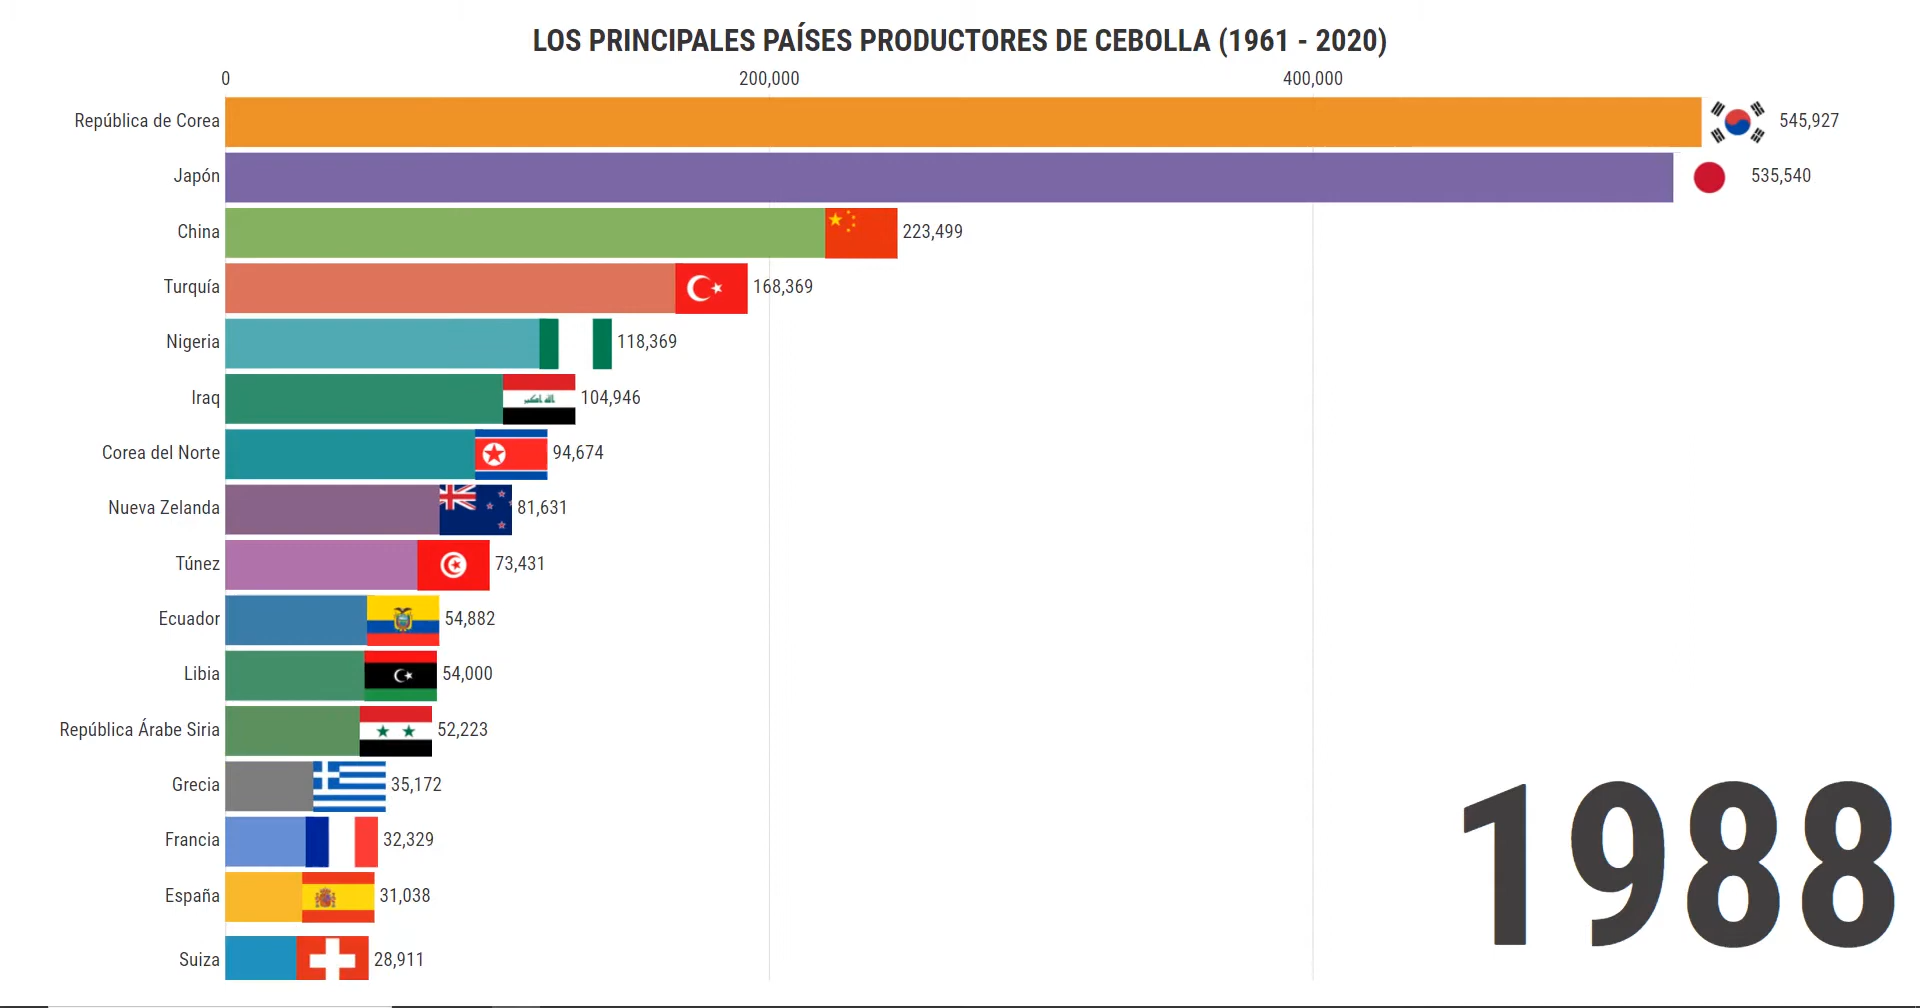 LOS PRINCIPALES PAÍSES PRODUCTORES DE CEBOLLA (1961 - 2020)
0 200,000 400,000
República de Corea 545,927
Japón 535,540
China 223,499
Turquía 168,369
Nigeria 118,369
Iraq 104,946
Corea del Norte 94,674
Nueva Zelanda 81,631
Túnez 73,431
Ecuador 54,882
Libia 54,000
República Árabe Siria 52,223
Grecia 35,172
Francia 32,329
España 31,038
Suiza 28,911
1988